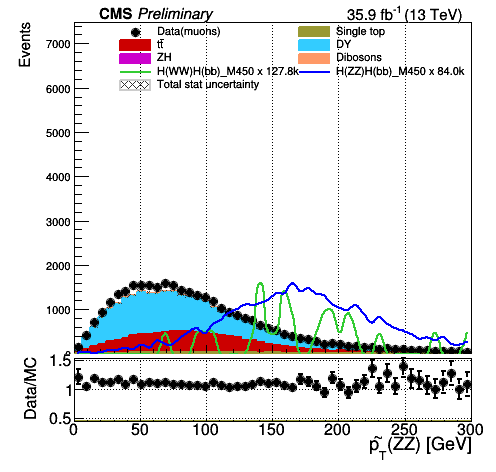 CMS Preliminary 35.9 fb⁻¹ (13 TeV)
Events
Data(muons) Single top
tt̄ DY
ZH Dibosons
H(WW)H(bb)_M450 x 127.8k H(ZZ)H(bb)_M450 x 84.0k
Total stat uncertainty
7000
6000
5000
4000
3000
2000
1000
Data/MC
1.5
1.0
0.5
0 50 100 150 200 250 300
p̃_T(ZZ) [GeV]